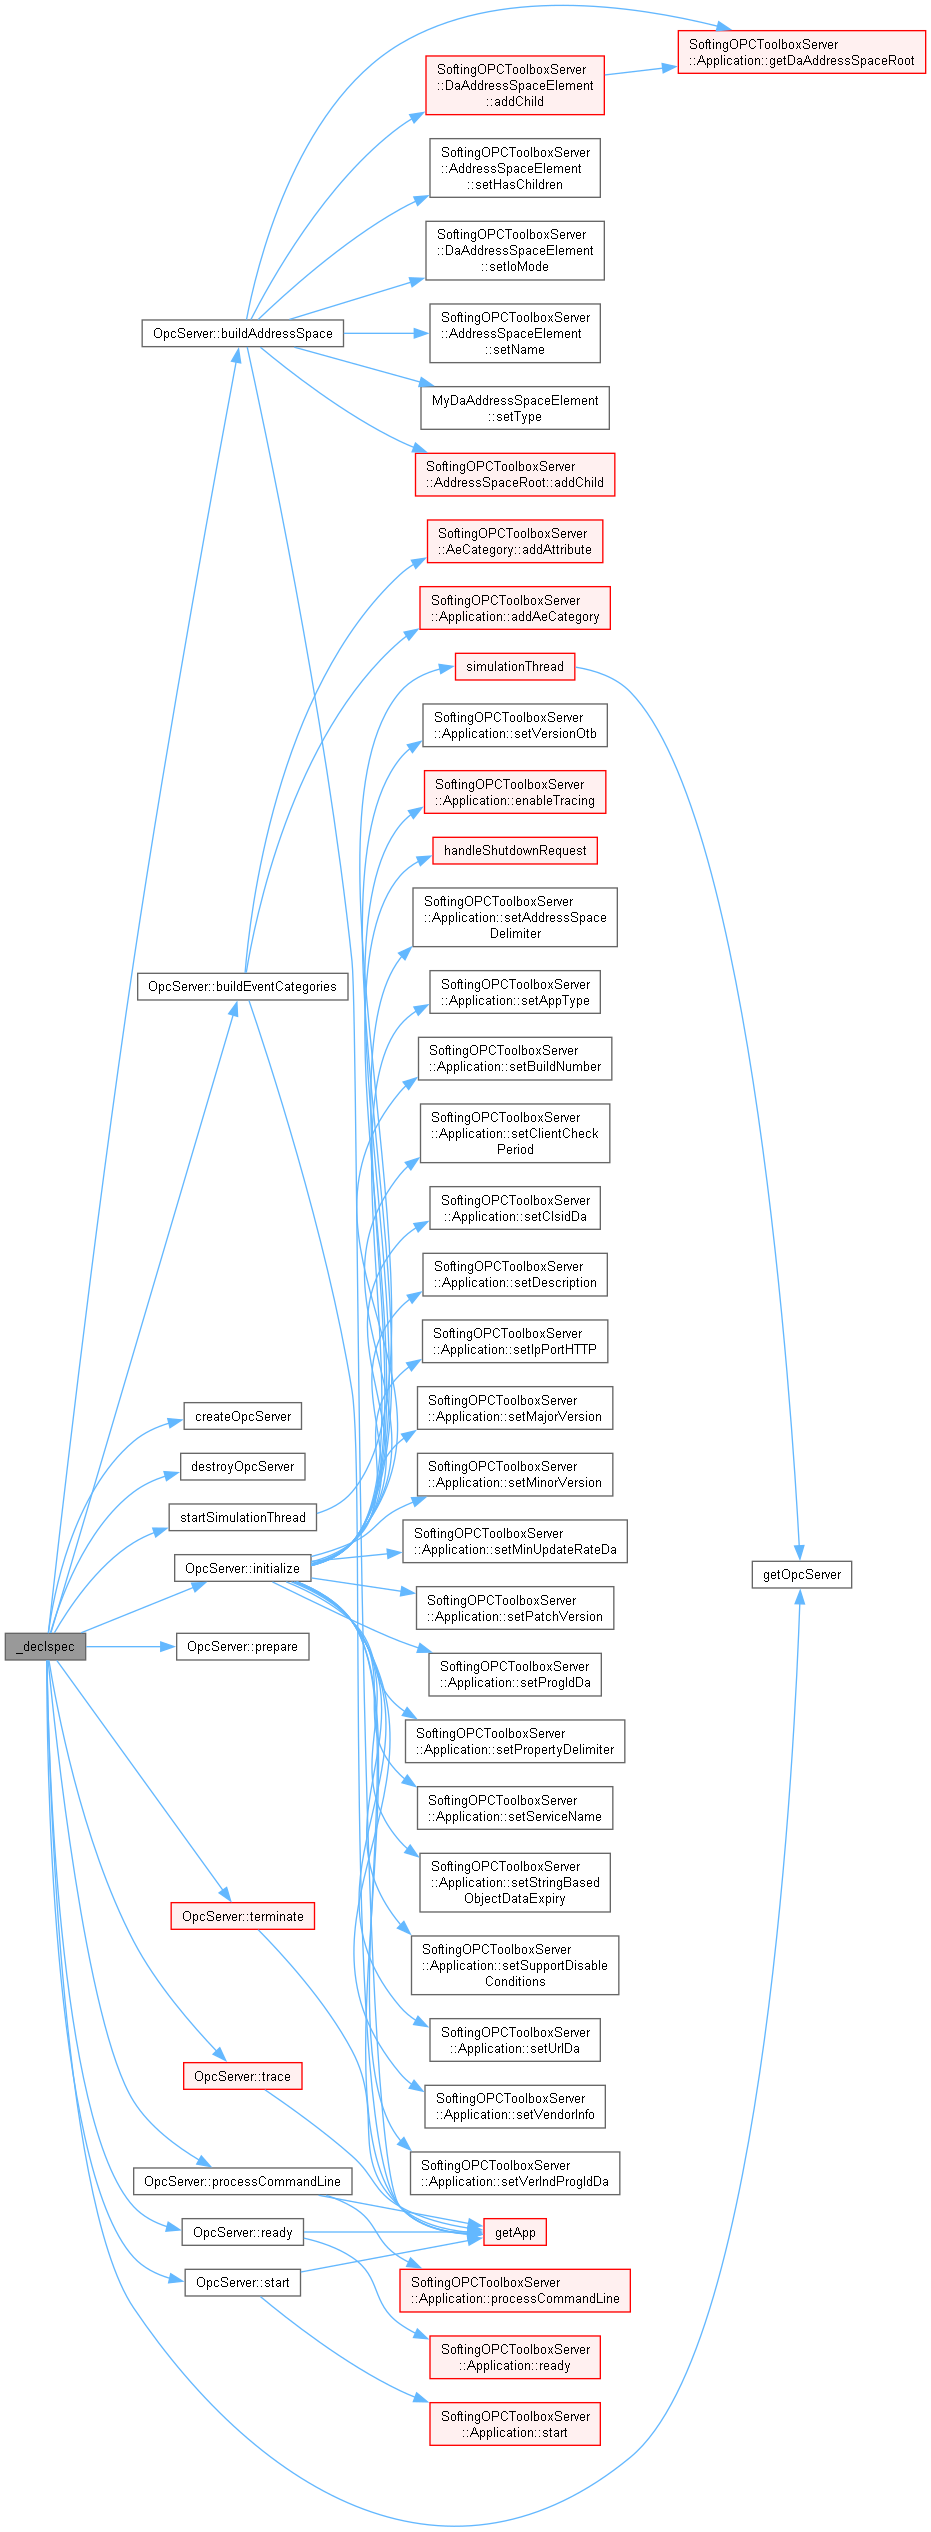 SoftingOPCToolboxServer
::Application::getDaAddressSpaceRoot
SoftingOPCToolboxServer
::DaAddressSpaceElement
::addChild
SoftingOPCToolboxServer
::AddressSpaceElement
::setHasChildren
SoftingOPCToolboxServer
::DaAddressSpaceElement
::setIoMode
OpcServer::buildAddressSpace
SoftingOPCToolboxServer
::AddressSpaceElement
::setName
MyDaAddressSpaceElement
::setType
SoftingOPCToolboxServer
::AddressSpaceRoot::addChild
SoftingOPCToolboxServer
::AeCategory::addAttribute
SoftingOPCToolboxServer
::Application::addAeCategory
simulationThread
SoftingOPCToolboxServer
::Application::setVersionOtb
SoftingOPCToolboxServer
::Application::enableTracing
handleShutdownRequest
SoftingOPCToolboxServer
::Application::setAddressSpace
Delimiter
OpcServer::buildEventCategories
SoftingOPCToolboxServer
::Application::setAppType
SoftingOPCToolboxServer
::Application::setBuildNumber
SoftingOPCToolboxServer
::Application::setClientCheck
Period
SoftingOPCToolboxServer
::Application::setClsidDa
SoftingOPCToolboxServer
::Application::setDescription
SoftingOPCToolboxServer
::Application::setIpPortHTTP
SoftingOPCToolboxServer
::Application::setMajorVersion
createOpcServer
destroyOpcServer
SoftingOPCToolboxServer
::Application::setMinorVersion
startSimulationThread
SoftingOPCToolboxServer
::Application::setMinUpdateRateDa
OpcServer::initialize
getOpcServer
SoftingOPCToolboxServer
::Application::setPatchVersion
_declspec
OpcServer::prepare
SoftingOPCToolboxServer
::Application::setProgIdDa
SoftingOPCToolboxServer
::Application::setPropertyDelimiter
SoftingOPCToolboxServer
::Application::setServiceName
SoftingOPCToolboxServer
::Application::setStringBased
ObjectDataExpiry
OpcServer::terminate
SoftingOPCToolboxServer
::Application::setSupportDisable
Conditions
SoftingOPCToolboxServer
::Application::setUrlDa
OpcServer::trace
SoftingOPCToolboxServer
::Application::setVendorInfo
SoftingOPCToolboxServer
::Application::setVerIndProgIdDa
OpcServer::processCommandLine
OpcServer::ready
getApp
OpcServer::start
SoftingOPCToolboxServer
::Application::processCommandLine
SoftingOPCToolboxServer
::Application::ready
SoftingOPCToolboxServer
::Application::start